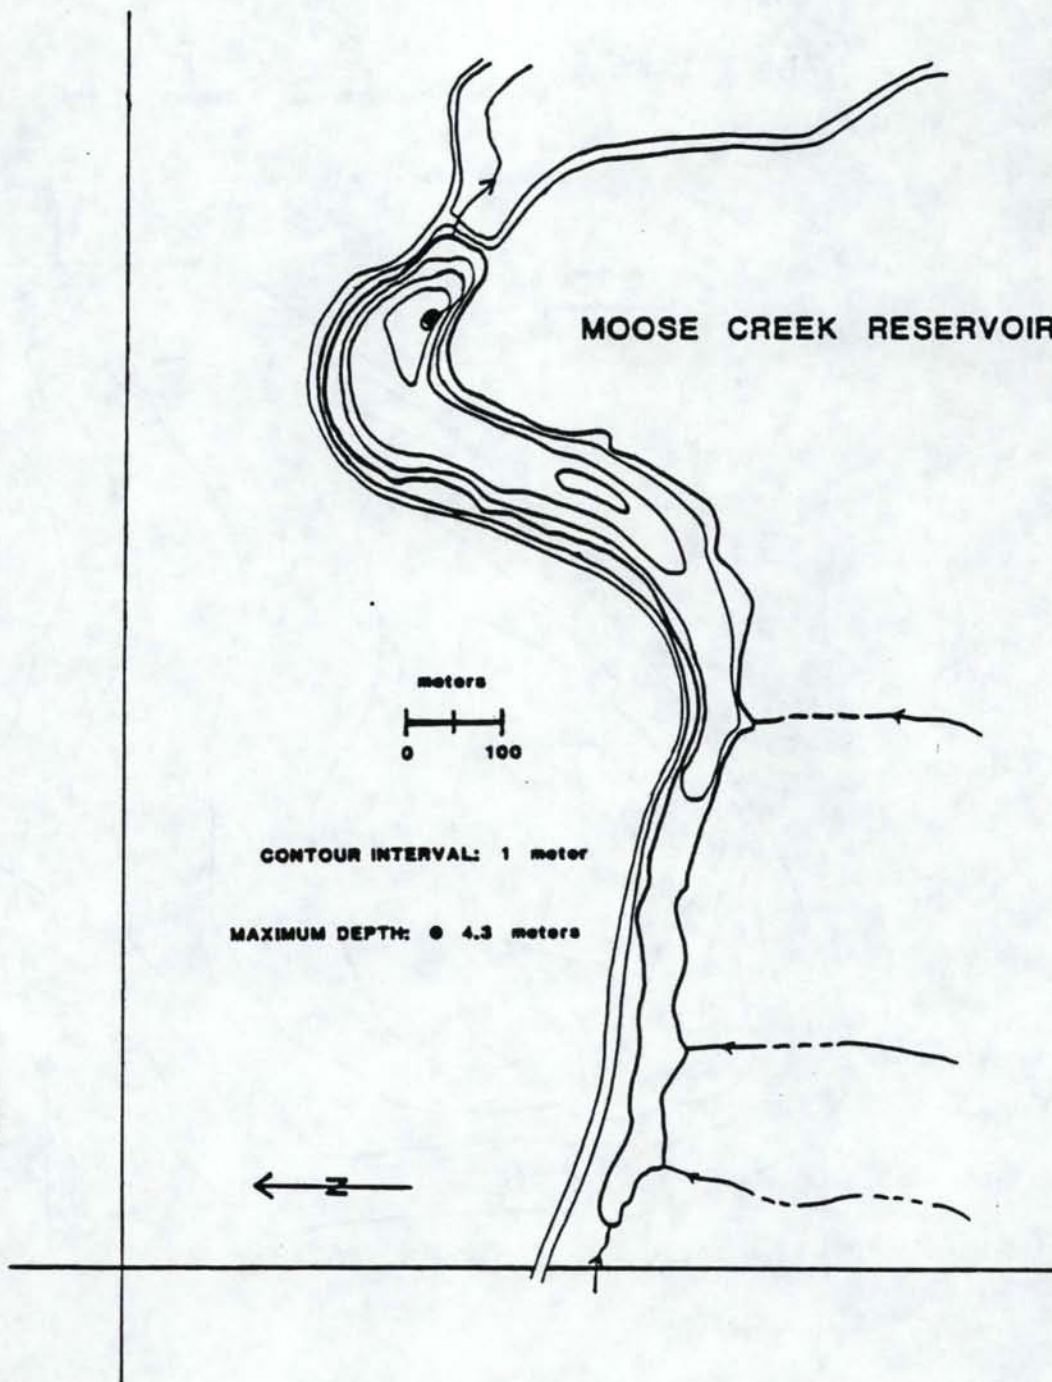 MOOSE CREEK RESERVOIR
meters
0 100
CONTOUR INTERVAL: 1 meter
MAXIMUM DEPTH: ● 4.3 meters
N